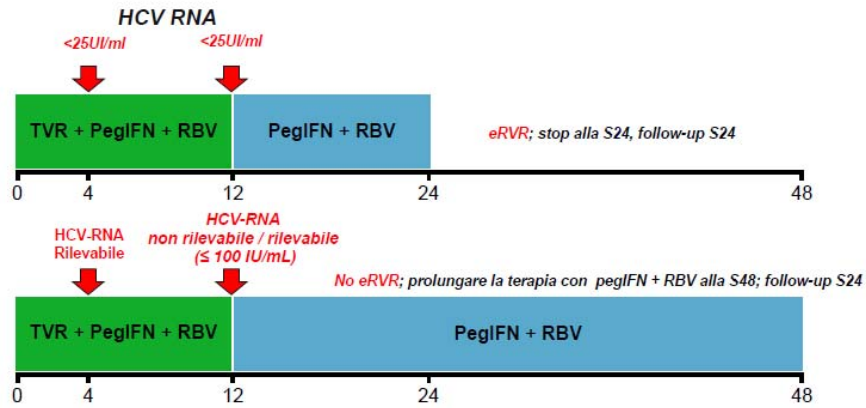 HCV RNA
<25UI/ml <25UI/ml
TVR + PegIFN + RBV PegIFN + RBV
eRVR; stop alla S24, follow-up S24
0 4 12 24 48
HCV-RNA
Rilevabile
HCV-RNA
non rilevabile / rilevabile
(≤ 100 IU/mL)
No eRVR; prolungare la terapia con pegIFN + RBV alla S48; follow-up S24
TVR + PegIFN + RBV PegIFN + RBV
0 4 12 24 48